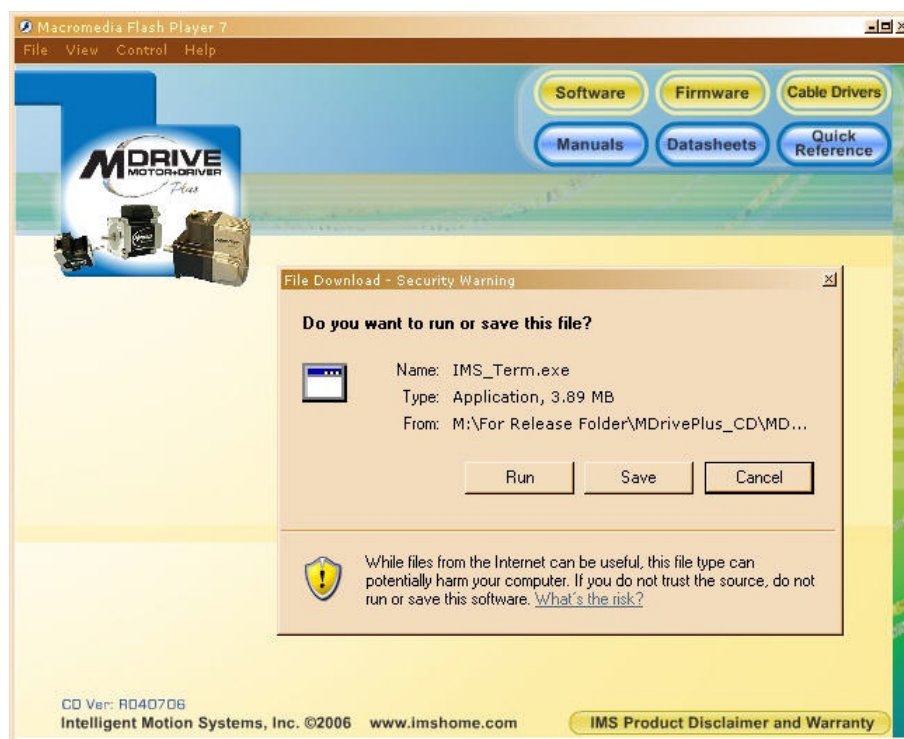 Macromedia Flash Player 7
File View Control Help
Software Firmware Cable Drivers
Manuals Datasheets Quick Reference
MDRIVE
MOTOR+DRIVER
Plus
File Download - Security Warning
Do you want to run or save this file?
Name: IMS_Term.exe
Type: Application, 3.89 MB
From: M:\For Release Folder\MDrivePlus_CD\MD...
Run Save Cancel
While files from the Internet can be useful, this file type can
potentially harm your computer. If you do not trust the source, do not
run or save this software. What's the risk?
CD Ver: R040706
Intelligent Motion Systems, Inc. ©2006 www.imshome.com IMS Product Disclaimer and Warranty